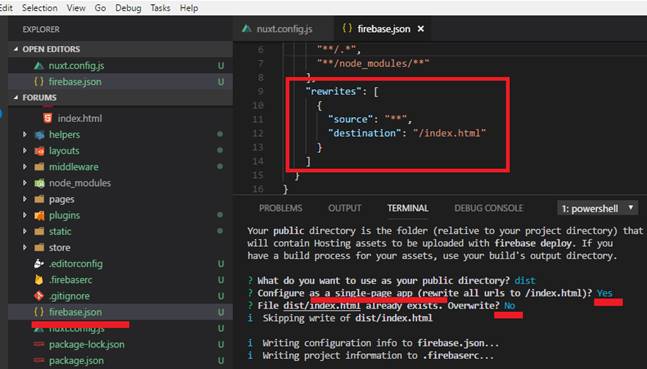 Edit Selection View Go Debug Tasks Help
EXPLORER
OPEN EDITORS
nuxt.config.js U
firebase.json U
FORUMS
index.html
helpers
layouts
middleware
node_modules
pages
plugins
static
store
.editorconfig U
.firebaserc U
.gitignore U
firebase.json U
nuxt.config.js U
package-lock.json U
package.json U
nuxt.config.js
{ } firebase.json ×
6 "**/.*",
7 "**/node_modules/**"
8 ],
9 "rewrites": [
10 {
11 "source": "**",
12 "destination": "/index.html"
13 }
14 ]
15 }
16 }
PROBLEMS OUTPUT TERMINAL DEBUG CONSOLE 1: powershell
Your public directory is the folder (relative to your project directory) that
will contain Hosting assets to be uploaded with firebase deploy. If you
have a build process for your assets, use your build's output directory.
? What do you want to use as your public directory? dist
? Configure as a single-page app (rewrite all urls to /index.html)? Yes
? File dist/index.html already exists. Overwrite? No
i Skipping write of dist/index.html
i Writing configuration info to firebase.json...
i Writing project information to .firebaserc...